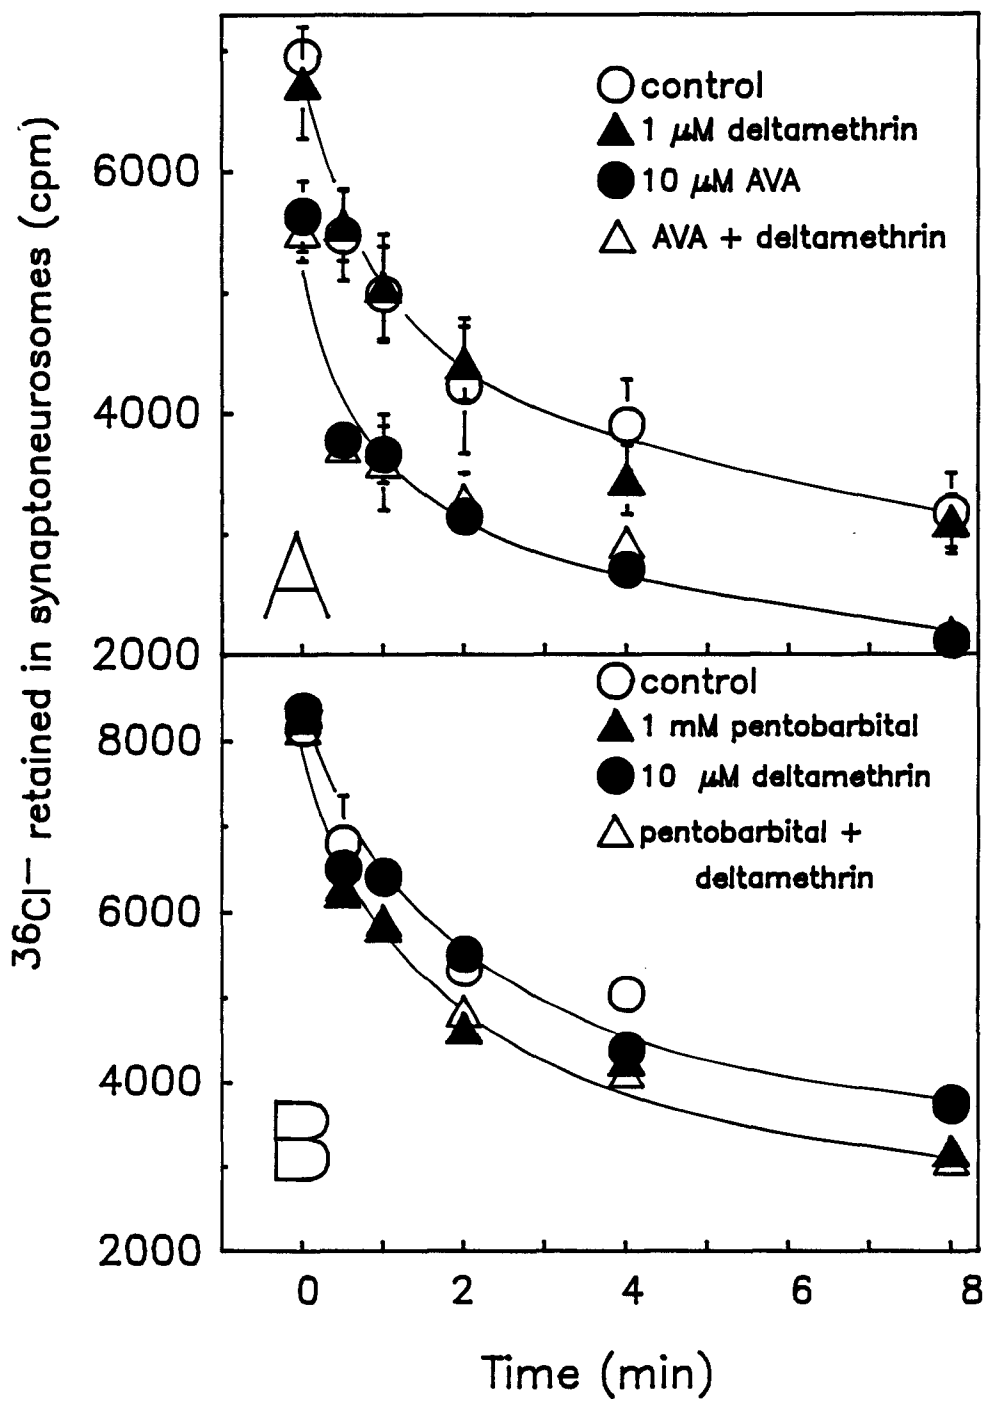 36Cl− retained in synaptoneurosomes (cpm)
6000
4000
2000
control
1 μM deltamethrin
10 μM AVA
AVA + deltamethrin
A
8000
6000
4000
2000
control
1 mM pentobarbital
10 μM deltamethrin
pentobarbital +
deltamethrin
B
0 2 4 6 8
Time (min)